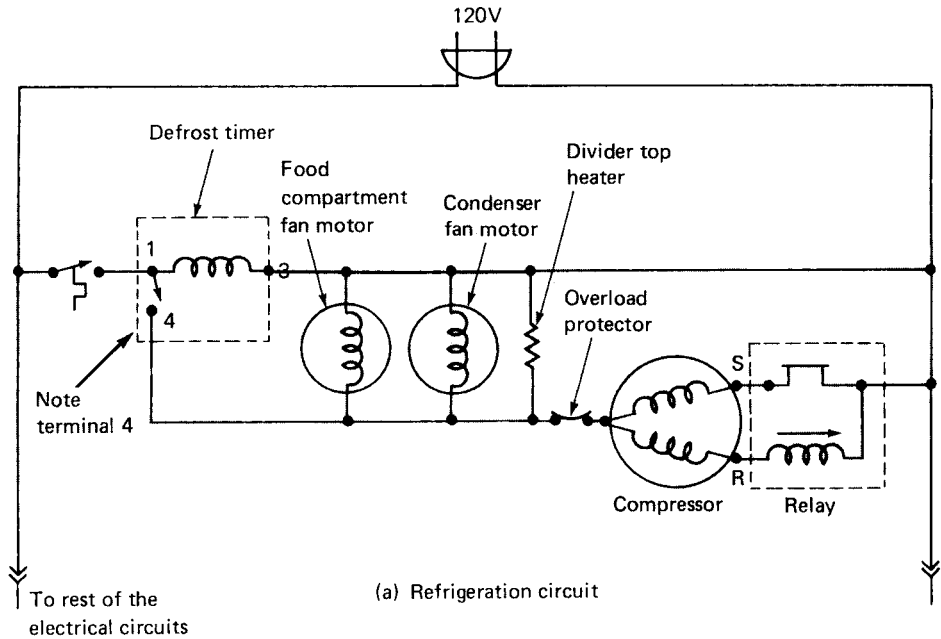 120V
Defrost timer
Food
compartment
fan motor
Condenser
fan motor
Divider top
heater
1
3
4
Overload
protector
Note
terminal 4
S
R
Compressor
Relay
(a) Refrigeration circuit
To rest of the
electrical circuits